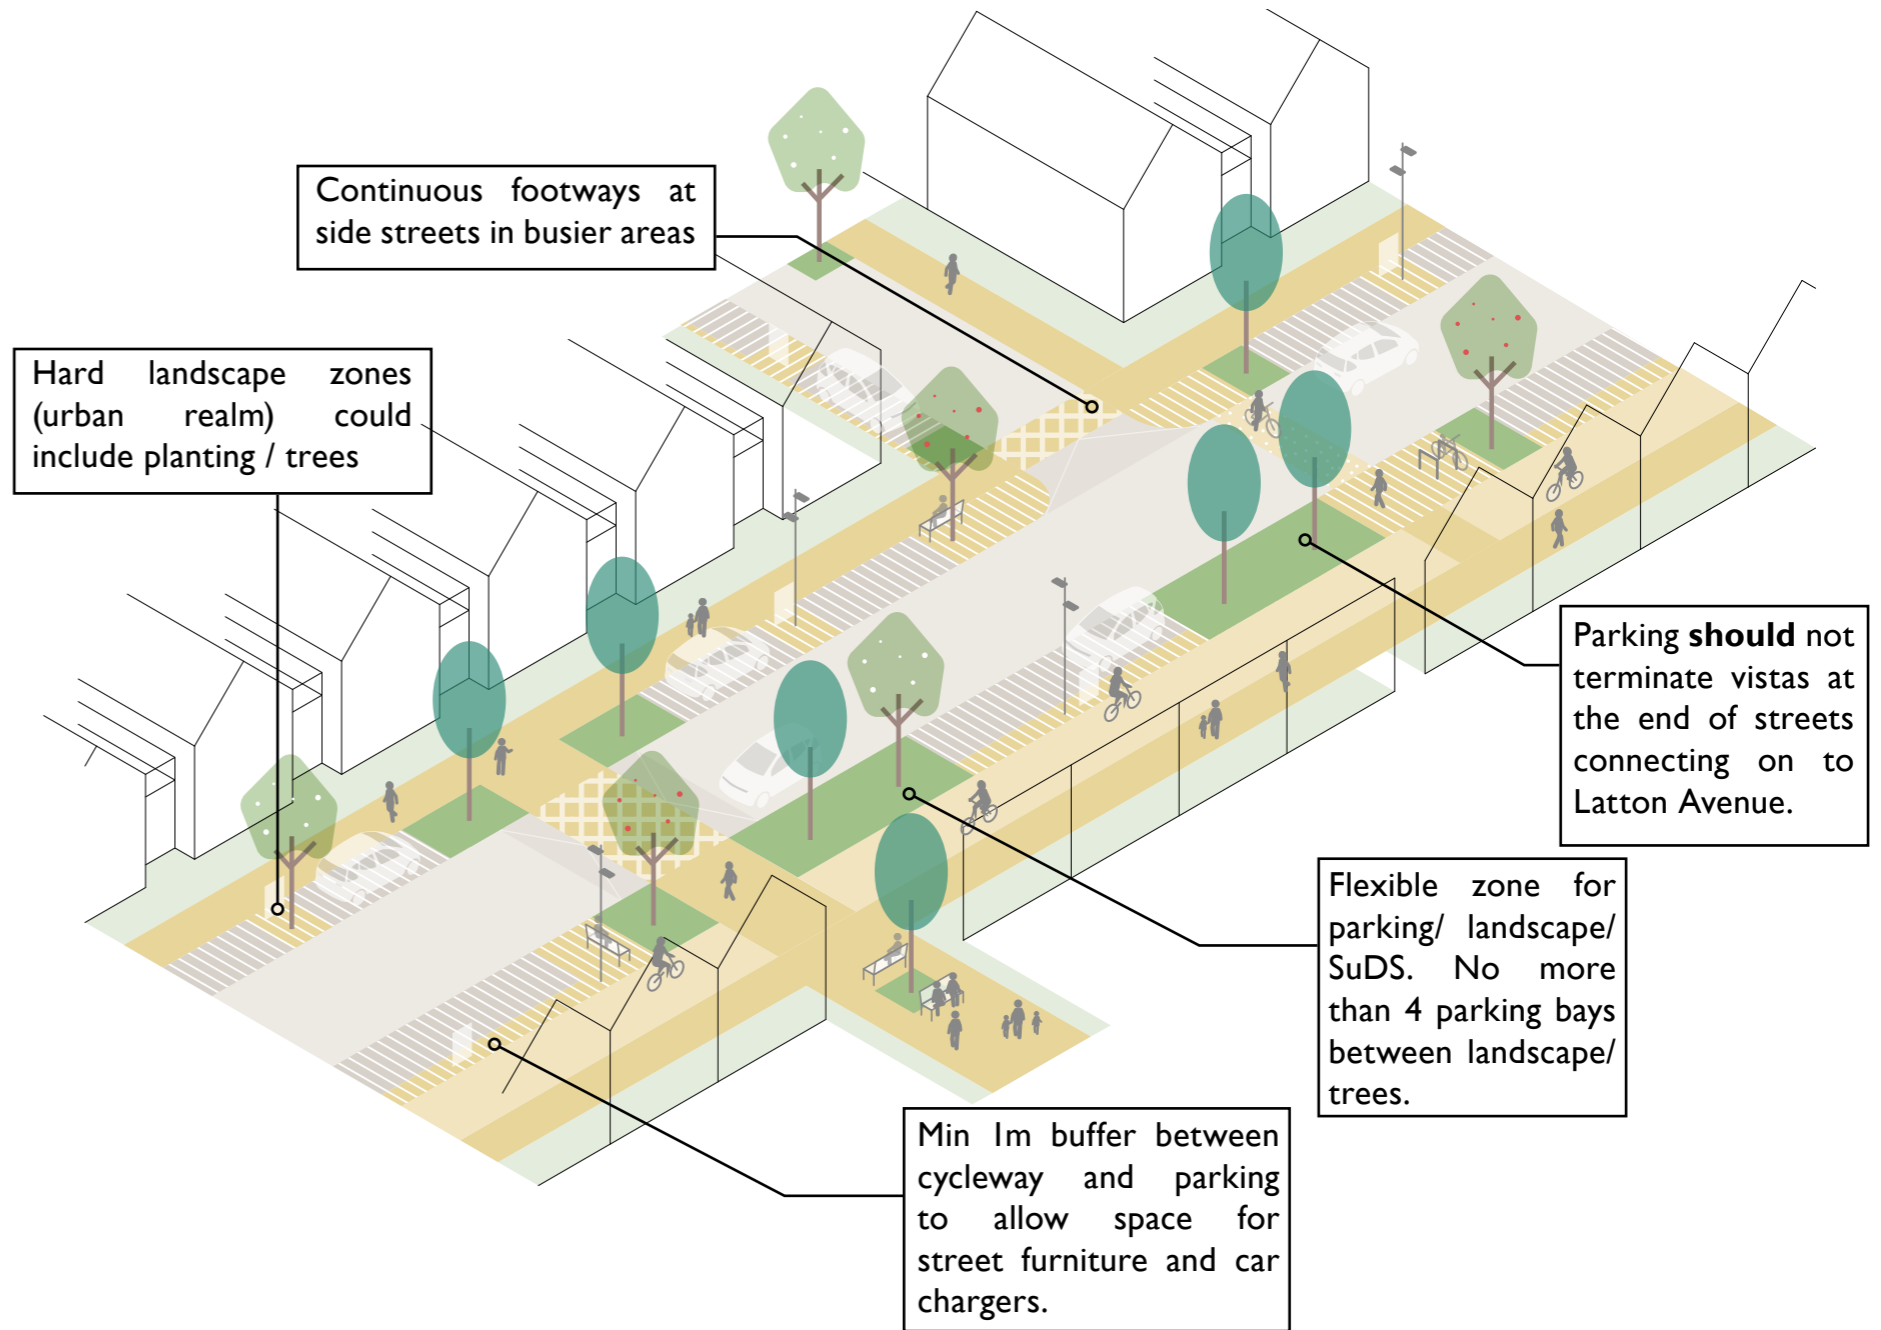 Continuous footways at
side streets in busier areas
Hard landscape zones
(urban realm) could
include planting / trees
Parking should not
terminate vistas at
the end of streets
connecting on to
Latton Avenue.
Flexible zone for
parking/ landscape/
SuDS. No more
than 4 parking bays
between landscape/
trees.
Min 1m buffer between
cycleway and parking
to allow space for
street furniture and car
chargers.